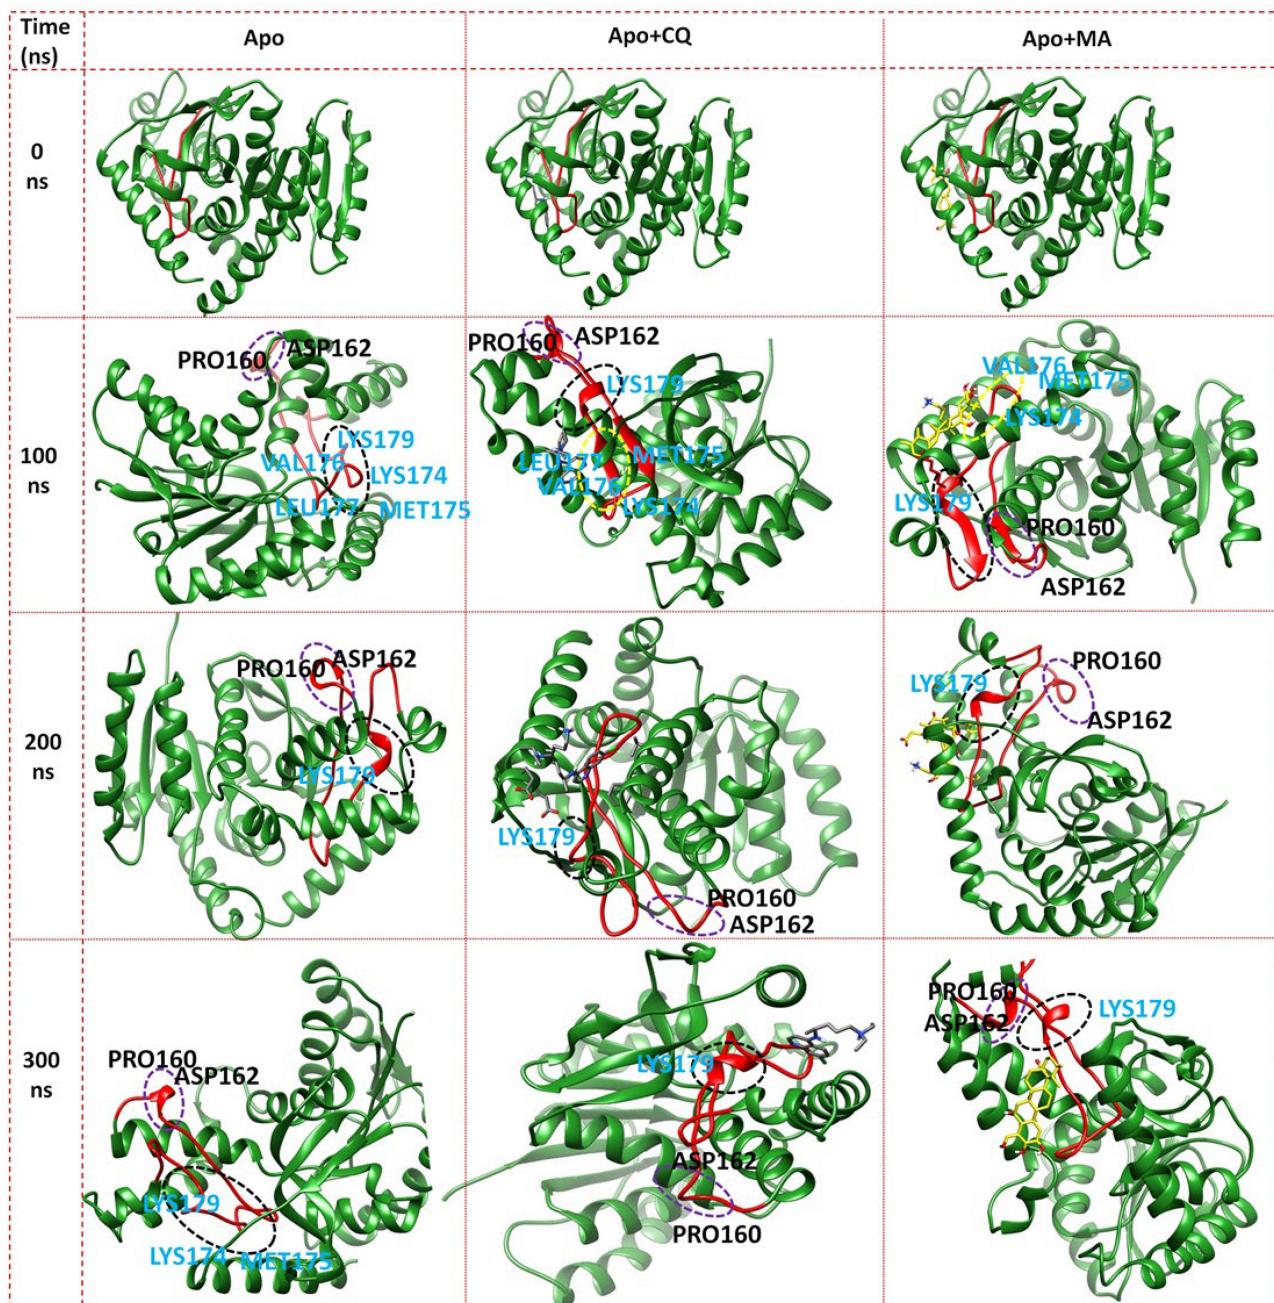 Time
(ns)
Apo
Apo+CQ
Apo+MA
0
ns
100
ns
PRO160
ASP162
LYS179
VAL176
LYS174
LEU177
MET175
PRO160
ASP162
LYS179
LEU177
MET175
VAL176
LYS174
VAL176
MET175
LYS174
LYS179
PRO160
ASP162
200
ns
PRO160
ASP162
LYS179
LYS179
PRO160
ASP162
PRO160
LYS179
ASP162
300
ns
PRO160
ASP162
LYS179
LYS174
MET175
LYS179
ASP162
PRO160
PRO160
LYS179
ASP162